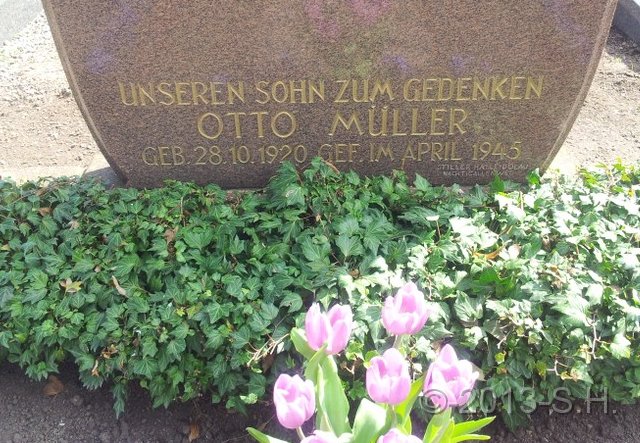 UNSEREN SOHN ZUM GEDENKEN
OTTO MÜLLER
GEB. 28.10.1920 GEF. IM APRIL 1945
© 2013-S.H.